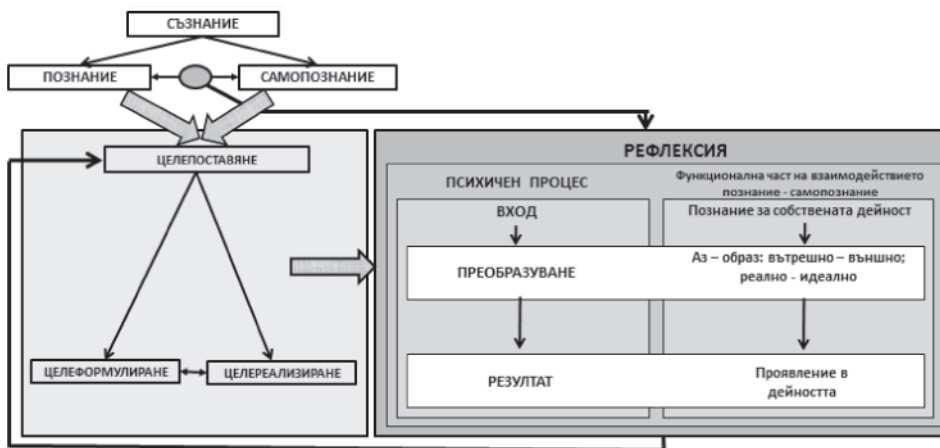 СЪЗНАНИЕ
ПОЗНАНИЕ
САМОПОЗНАНИЕ
ЦЕЛЕПОСТАВЯНЕ
ЦЕЛЕФОРМУЛИРАНЕ
ЦЕЛЕРЕАЛИЗИРАНЕ
РЕФЛЕКСИЯ
ПСИХИЧЕН ПРОЦЕС
ВХОД
ПРЕОБРАЗУВАНЕ
РЕЗУЛТАТ
Функционална част на взаимодействието
познание - самопознание
Познание за собствената дейност
Аз – образ: вътрешно – външно;
реално - идеално
Проявление в
дейността